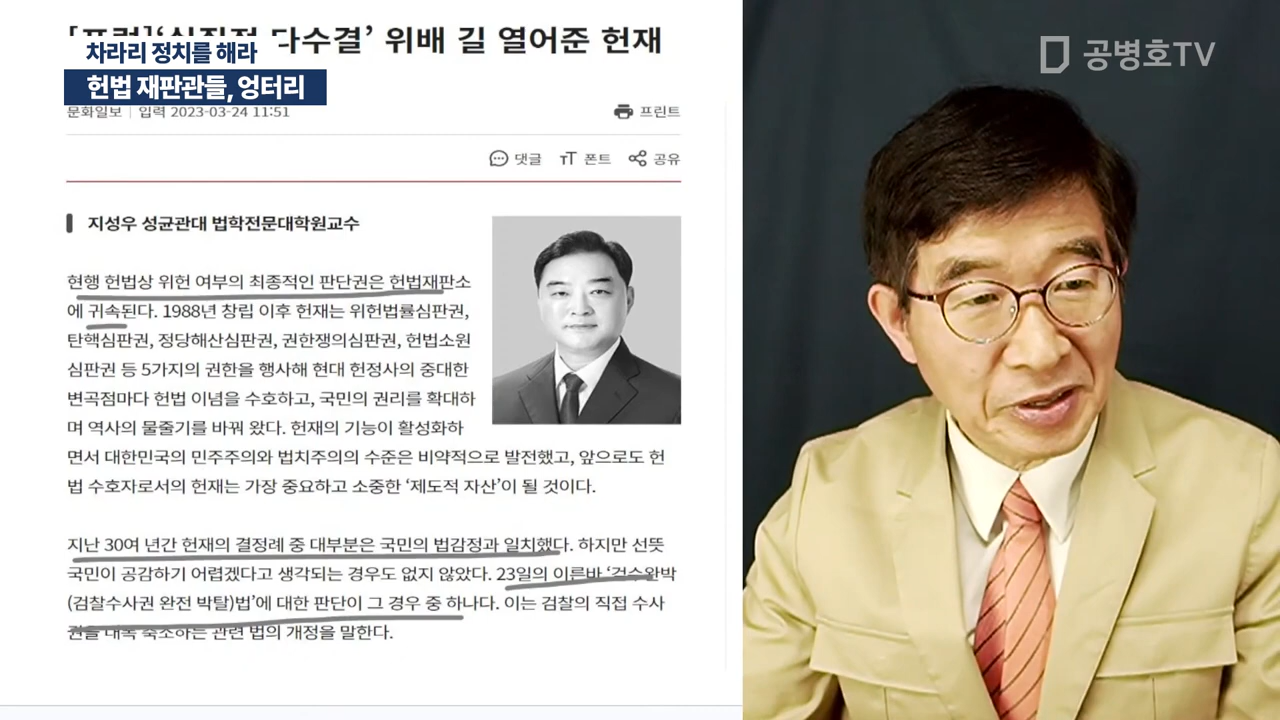 다수결’ 위배 길 열어준 헌재
차라리 정치를 해라
헌법 재판관들, 엉터리
공병호TV
문화일보 | 입력 2023-03-24 11:51
프린트
댓글 폰트 공유
지성우 성균관대 법학전문대학원교수
현행 헌법상 위헌 여부의 최종적인 판단권은 헌법재판소
에 귀속된다. 1988년 창립 이후 헌재는 위헌법률심판권,
탄핵심판권, 정당해산심판권, 권한쟁의심판권, 헌법소원
심판권 등 5가지의 권한을 행사해 현대 헌정사의 중대한
변곡점마다 헌법 이념을 수호하고, 국민의 권리를 확대하
며 역사의 물줄기를 바꿔 왔다. 헌재의 기능이 활성화하
면서 대한민국의 민주주의와 법치주의의 수준은 비약적으로 발전했고, 앞으로도 헌
법 수호자로서의 헌재는 가장 중요하고 소중한 ‘제도적 자산’이 될 것이다.
지난 30여 년간 헌재의 결정례 중 대부분은 국민의 법감정과 일치했다. 하지만 선뜻
국민이 공감하기 어렵겠다고 생각되는 경우도 없지 않았다. 23일의 이른바 ‘검수완박
(검찰수사권 완전 박탈)법’에 대한 판단이 그 경우 중 하나다. 이는 검찰의 직접 수사
권을 대폭 축소하는 관련 법의 개정을 말한다.